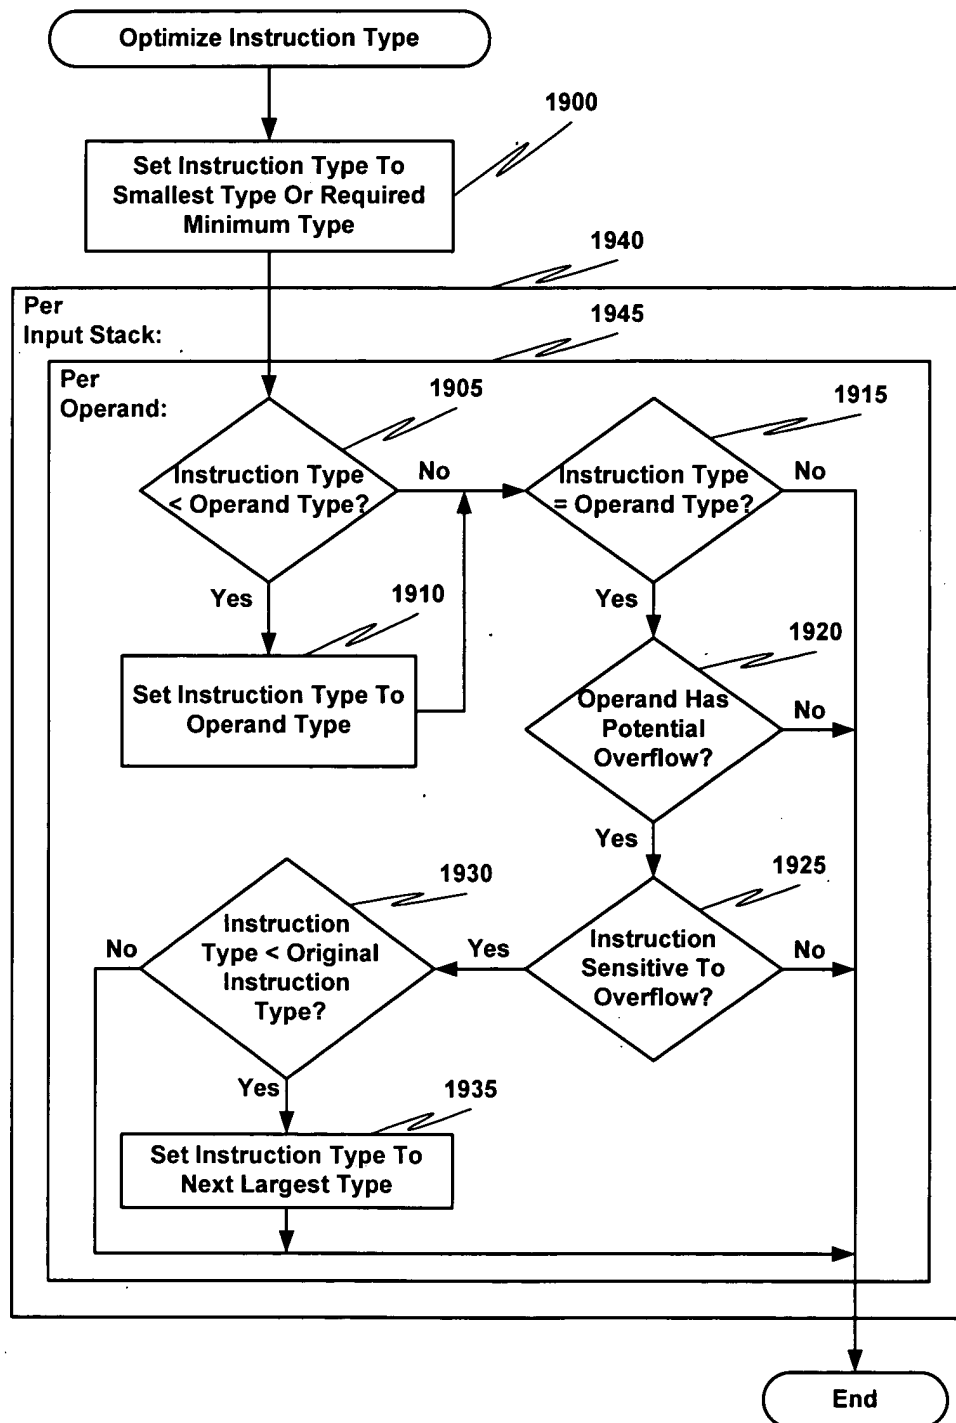 Optimize Instruction Type
1900
Set Instruction Type To
Smallest Type Or Required
Minimum Type
1940
Per
Input Stack:
1945
Per
Operand:
1905
Instruction Type
< Operand Type?
No
Yes
1915
Instruction Type
= Operand Type?
No
Yes
1910
Set Instruction Type To
Operand Type
1920
Operand Has
Potential
Overflow?
No
Yes
1925
Instruction
Sensitive To
Overflow?
No
Yes
1930
Instruction
Type < Original
Instruction
Type?
No
Yes
1935
Set Instruction Type To
Next Largest Type
End